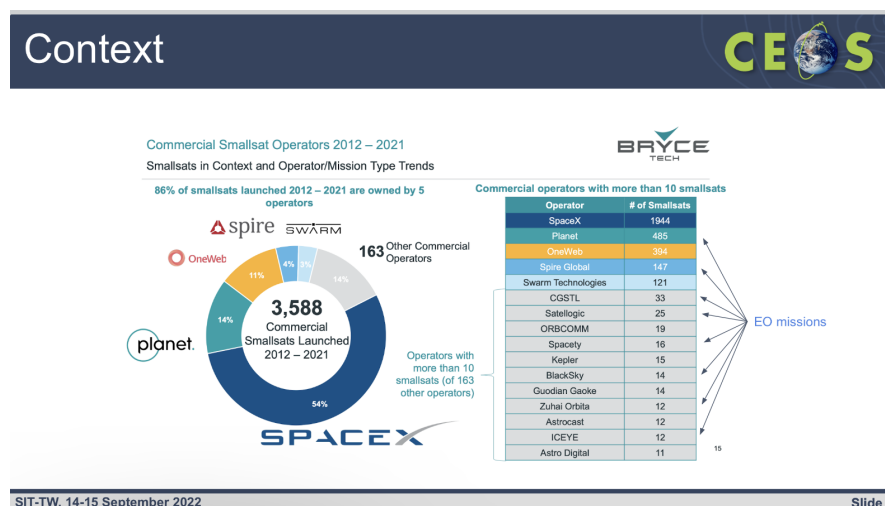 Context
CEOS
Commercial Smallsat Operators 2012 – 2021
Smallsats in Context and Operator/Mission Type Trends
BRYCE
TECH
86% of smallsats launched 2012 – 2021 are owned by 5
operators
spire
SWARM
OneWeb
planet.
SPACEX
163 Other Commercial
Operators
11%
4%
3%
14%
14%
54%
3,588
Commercial
Smallsats Launched
2012 – 2021
Operators with
more than 10
smallsats (of 163
other operators)
Commercial operators with more than 10 smallsats
Operator # of Smallsats
SpaceX 1944
Planet 485
OneWeb 394
Spire Global 147
Swarm Technologies 121
CGSTL 33
Satellogic 25
ORBCOMM 19
Spacety 16
Kepler 15
BlackSky 14
Guodian Gaoke 14
Zuhai Orbita 12
Astrocast 12
ICEYE 12
Astro Digital 11
EO missions
15
SIT-TW, 14-15 September 2022
Slide